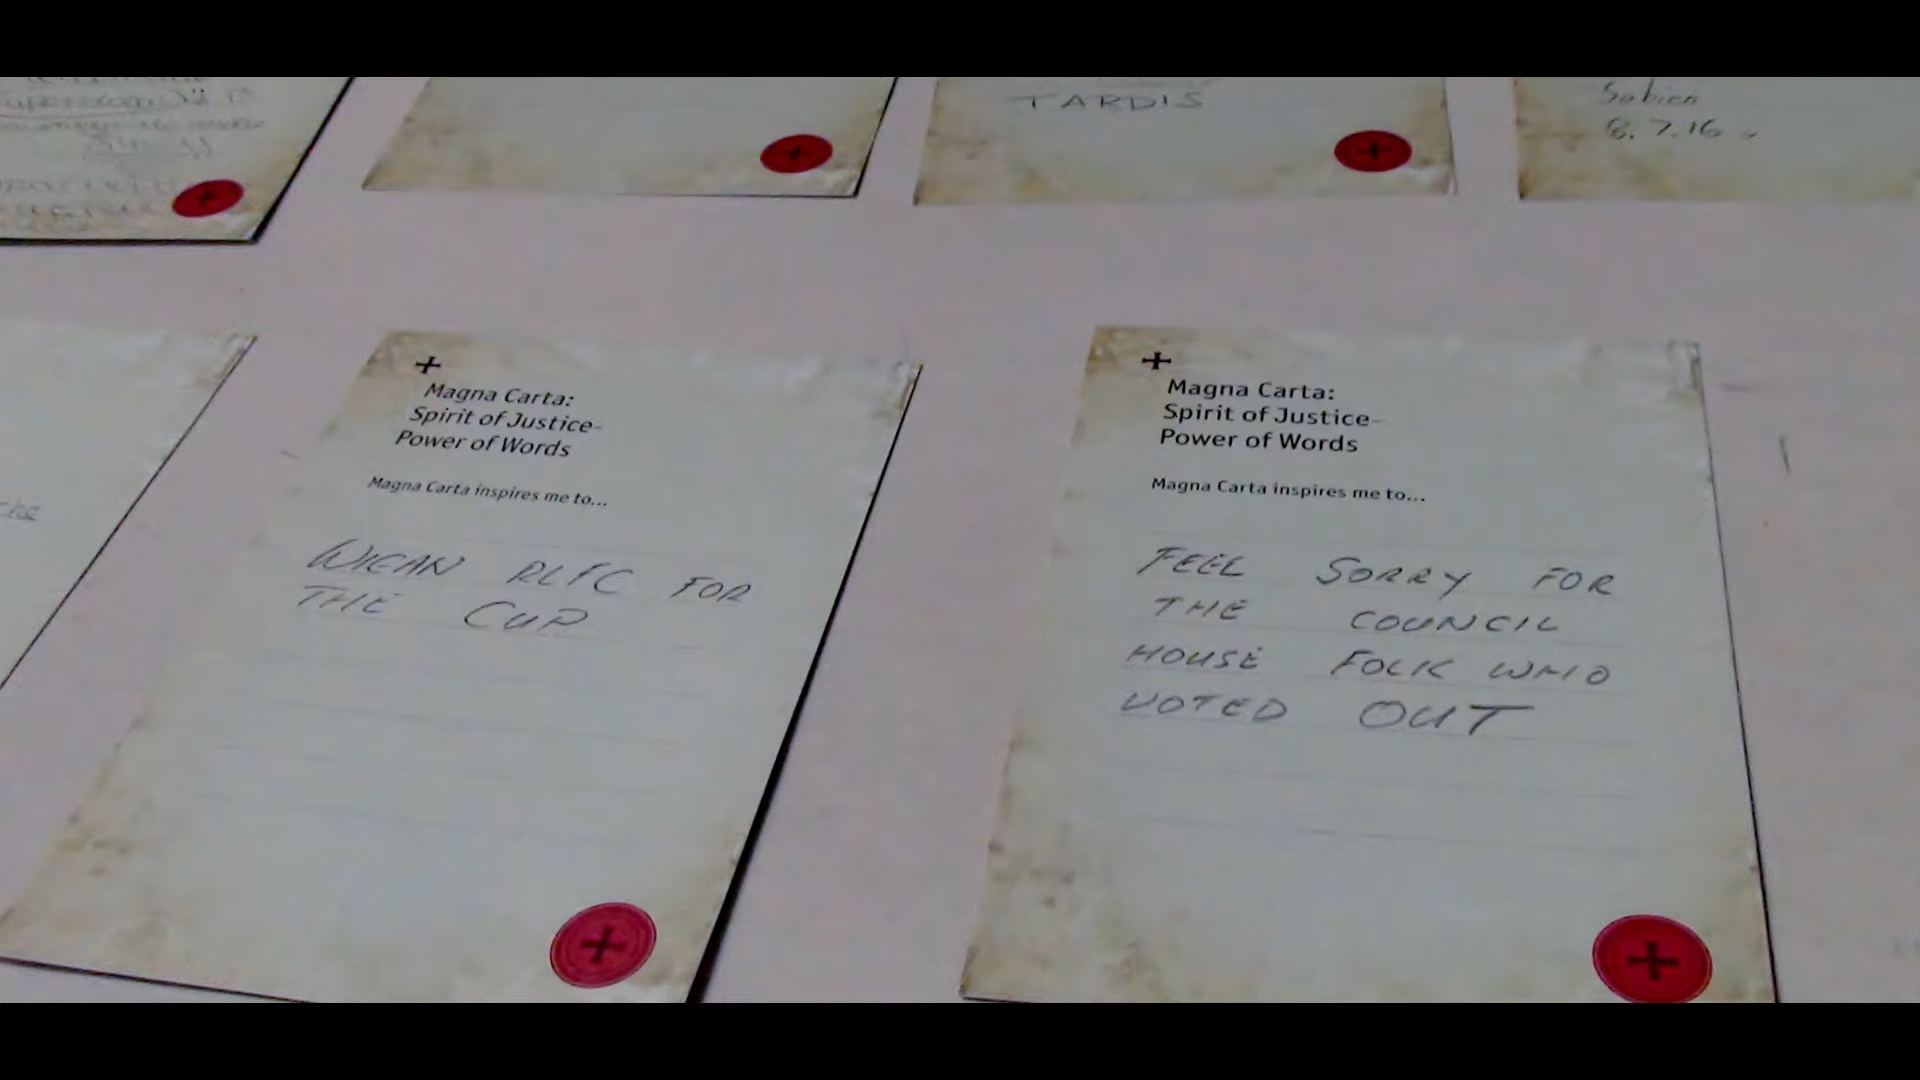 TARDIS
Sabien
8.7.16
Magna Carta:
Spirit of Justice-
Power of Words
Magna Carta inspires me to...
WIGAN RLFC FOR
THE CUP
Magna Carta:
Spirit of Justice-
Power of Words
Magna Carta inspires me to...
FEEL SORRY FOR
THE COUNCIL
HOUSE FOLK WHO
VOTED OUT